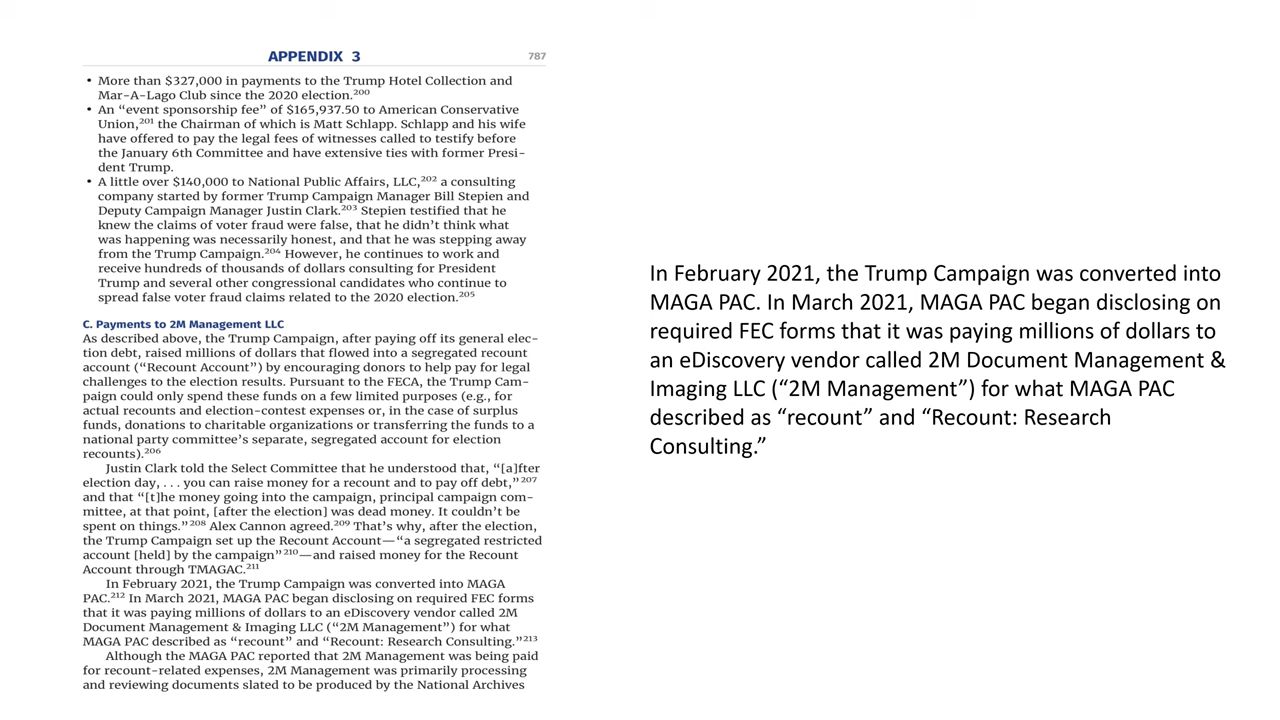 APPENDIX 3
787
• More than $327,000 in payments to the Trump Hotel Collection and
Mar-A-Lago Club since the 2020 election.200
• An “event sponsorship fee” of $165,937.50 to American Conservative
Union,201 the Chairman of which is Matt Schlapp. Schlapp and his wife
have offered to pay the legal fees of witnesses called to testify before
the January 6th Committee and have extensive ties with former Presi-
dent Trump.
• A little over $140,000 to National Public Affairs, LLC,202 a consulting
company started by former Trump Campaign Manager Bill Stepien and
Deputy Campaign Manager Justin Clark.203 Stepien testified that he
knew the claims of voter fraud were false, that he didn’t think what
was happening was necessarily honest, and that he was stepping away
from the Trump Campaign.204 However, he continues to work and
receive hundreds of thousands of dollars consulting for President
Trump and several other congressional candidates who continue to
spread false voter fraud claims related to the 2020 election.205
C. Payments to 2M Management LLC
As described above, the Trump Campaign, after paying off its general elec-
tion debt, raised millions of dollars that flowed into a segregated recount
account (“Recount Account”) by encouraging donors to help pay for legal
challenges to the election results. Pursuant to the FECA, the Trump Cam-
paign could only spend these funds on a few limited purposes (e.g., for
actual recounts and election-contest expenses or, in the case of surplus
funds, donations to charitable organizations or transferring the funds to a
national party committee’s separate, segregated account for election
recounts).206
Justin Clark told the Select Committee that he understood that, “[a]fter
election day, . . . you can raise money for a recount and to pay off debt,”207
and that “[t]he money going into the campaign, principal campaign com-
mittee, at that point, [after the election] was dead money. It couldn’t be
spent on things.”208 Alex Cannon agreed.209 That’s why, after the election,
the Trump Campaign set up the Recount Account—“a segregated restricted
account [held] by the campaign”210—and raised money for the Recount
Account through TMAGAC.211
In February 2021, the Trump Campaign was converted into MAGA
PAC.212 In March 2021, MAGA PAC began disclosing on required FEC forms
that it was paying millions of dollars to an eDiscovery vendor called 2M
Document Management & Imaging LLC (“2M Management”) for what
MAGA PAC described as “recount” and “Recount: Research Consulting.”213
Although the MAGA PAC reported that 2M Management was being paid
for recount-related expenses, 2M Management was primarily processing
and reviewing documents slated to be produced by the National Archives
In February 2021, the Trump Campaign was converted into
MAGA PAC. In March 2021, MAGA PAC began disclosing on
required FEC forms that it was paying millions of dollars to
an eDiscovery vendor called 2M Document Management &
Imaging LLC (“2M Management”) for what MAGA PAC
described as “recount” and “Recount: Research
Consulting.”